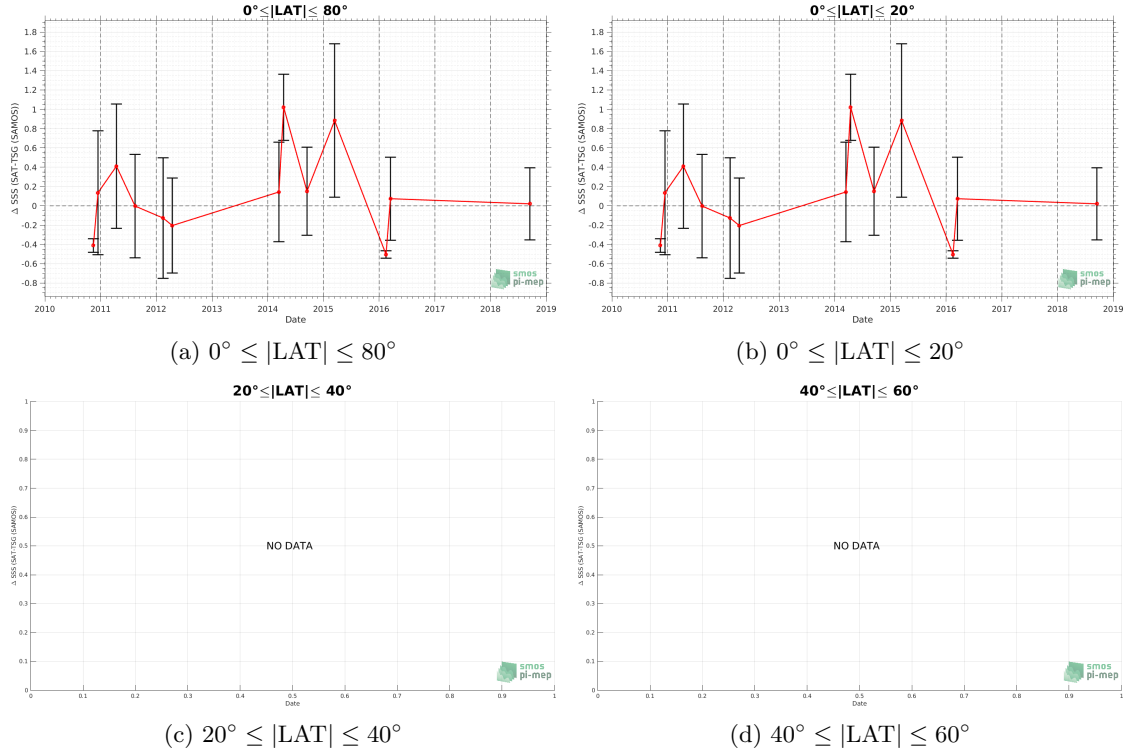 0°≤|LAT|≤ 80°
Δ SSS (SAT-TSG (SAMOS))
1.8
1.6
1.4
1.2
1
0.8
0.6
0.4
0.2
0
-0.2
-0.4
-0.6
-0.8
2010 2011 2012 2013 2014 2015 2016 2017 2018 2019
Date
smos
pi-mep
(a) 0° ≤ |LAT| ≤ 80°
0°≤|LAT|≤ 20°
Δ SSS (SAT-TSG (SAMOS))
1.8
1.6
1.4
1.2
1
0.8
0.6
0.4
0.2
0
-0.2
-0.4
-0.6
-0.8
2010 2011 2012 2013 2014 2015 2016 2017 2018 2019
Date
smos
pi-mep
(b) 0° ≤ |LAT| ≤ 20°
20°≤|LAT|≤ 40°
Δ SSS (SAT-TSG (SAMOS))
1
0.9
0.8
0.7
0.6
0.5
0.4
0.3
0.2
0.1
0
NO DATA
0 0.1 0.2 0.3 0.4 0.5 0.6 0.7 0.8 0.9 1
Date
smos
pi-mep
(c) 20° ≤ |LAT| ≤ 40°
40°≤|LAT|≤ 60°
Δ SSS (SAT-TSG (SAMOS))
1
0.9
0.8
0.7
0.6
0.5
0.4
0.3
0.2
0.1
0
NO DATA
0 0.1 0.2 0.3 0.4 0.5 0.6 0.7 0.8 0.9 1
Date
smos
pi-mep
(d) 40° ≤ |LAT| ≤ 60°